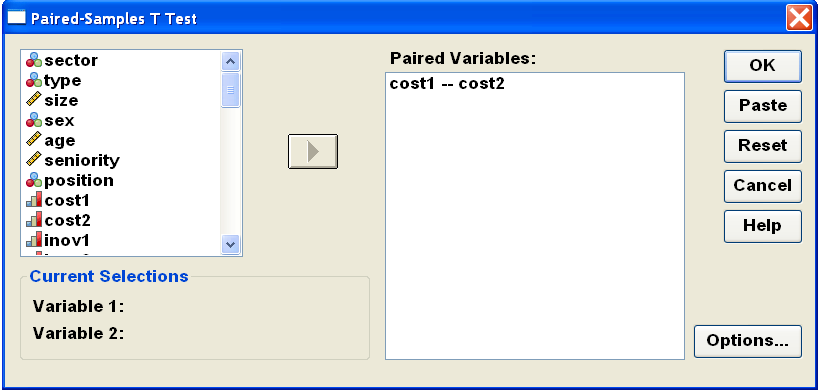 Paired-Samples T Test
sector
type
size
sex
age
seniority
position
cost1
cost2
inov1
Current Selections
Variable 1:
Variable 2:
Paired Variables:
cost1 -- cost2
OK
Paste
Reset
Cancel
Help
Options...